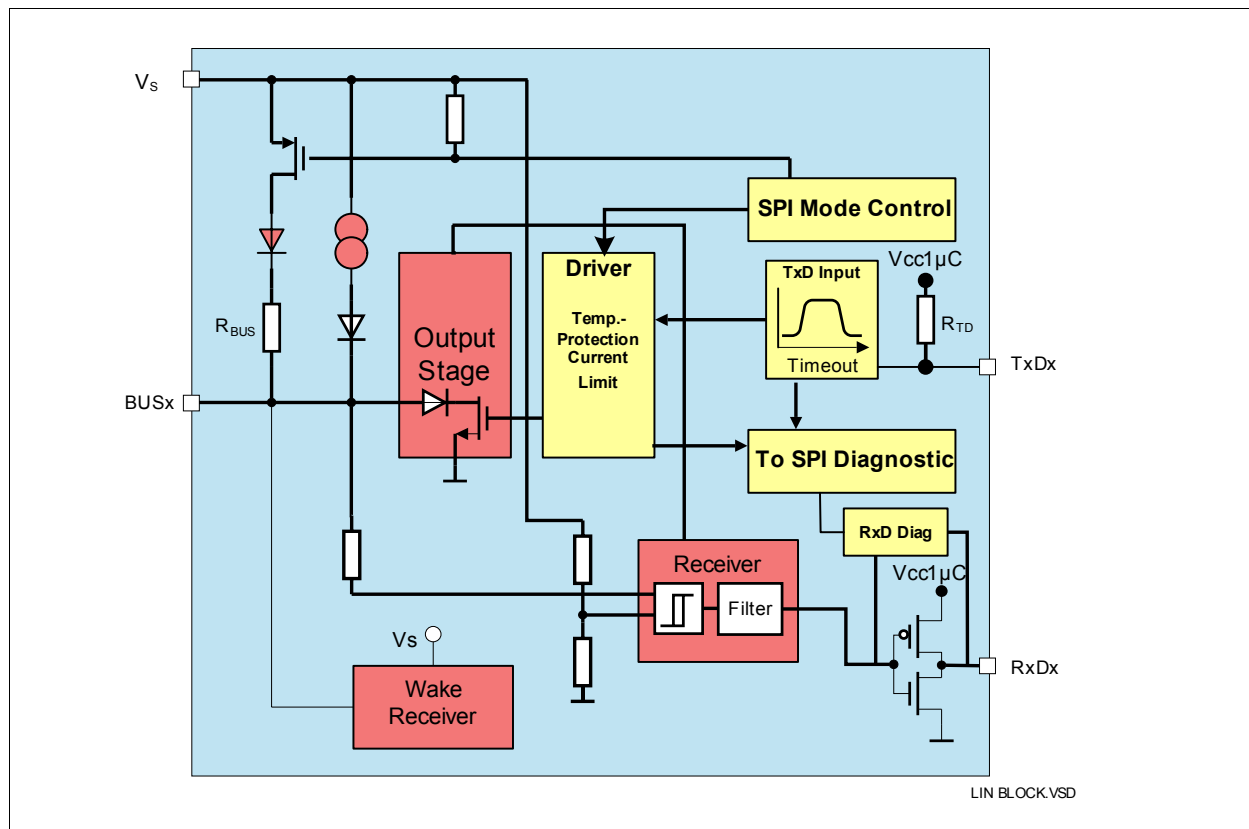 VS
SPI Mode Control
Driver
Temp.-
Protection
Current
Limit
TxD Input
Timeout
Vcc1µC
RTD
TxDx
RBUS
Output
Stage
BUSx
To SPI Diagnostic
RxD Diag
Vcc1µC
Receiver
Filter
RxDx
Vs
Wake
Receiver
LIN BLOCK.VSD